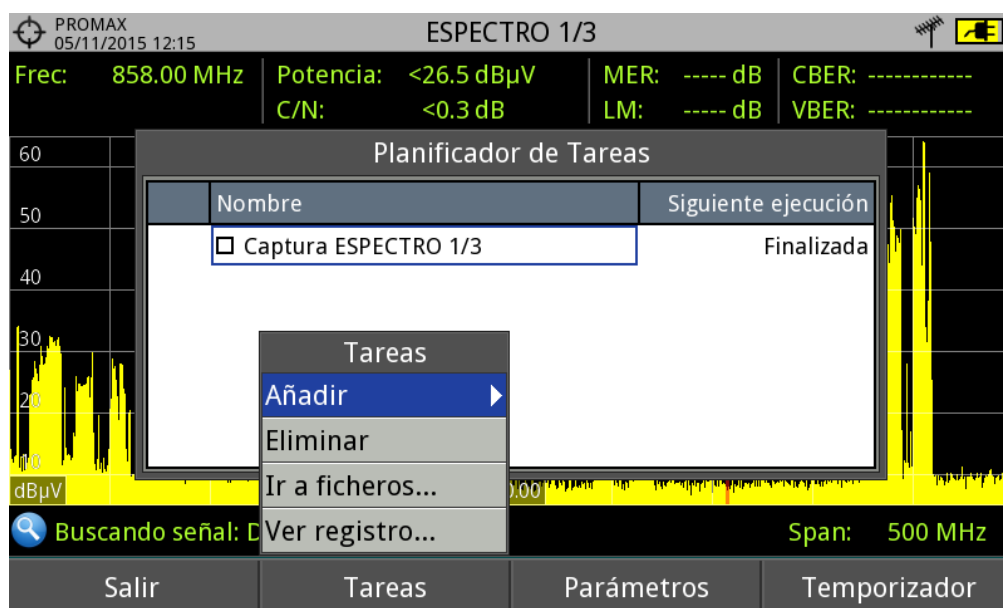 PROMAX
05/11/2015 12:15
ESPECTRO 1/3
Frec: 858.00 MHz Potencia: <26.5 dBµV MER: ----- dB CBER: ------------
C/N: <0.3 dB LM: ----- dB VBER: ------------
Planificador de Tareas
Nombre Siguiente ejecución
Captura ESPECTRO 1/3 Finalizada
60
50
40
30
20
10
dBµV
Tareas
Añadir
Eliminar
Ir a ficheros...
Ver registro...
Buscando señal: Span: 500 MHz
Salir Tareas Parámetros Temporizador